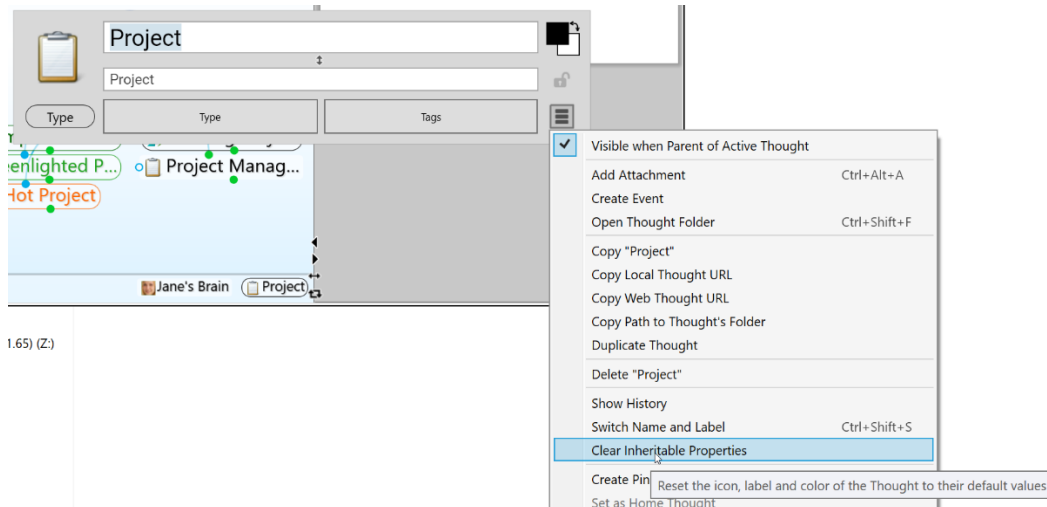 Project
Project
Type
Type
Tags
eenlighted P...)
Project Manag...
Hot Project
Jane's Brain
Project
1.65) (Z:)
Visible when Parent of Active Thought
Add Attachment Ctrl+Alt+A
Create Event
Open Thought Folder Ctrl+Shift+F
Copy "Project"
Copy Local Thought URL
Copy Web Thought URL
Copy Path to Thought's Folder
Duplicate Thought
Delete "Project"
Show History
Switch Name and Label Ctrl+Shift+S
Clear Inheritable Properties
Create Pin
Reset the icon, label and color of the Thought to their default values
Set as Home Thought